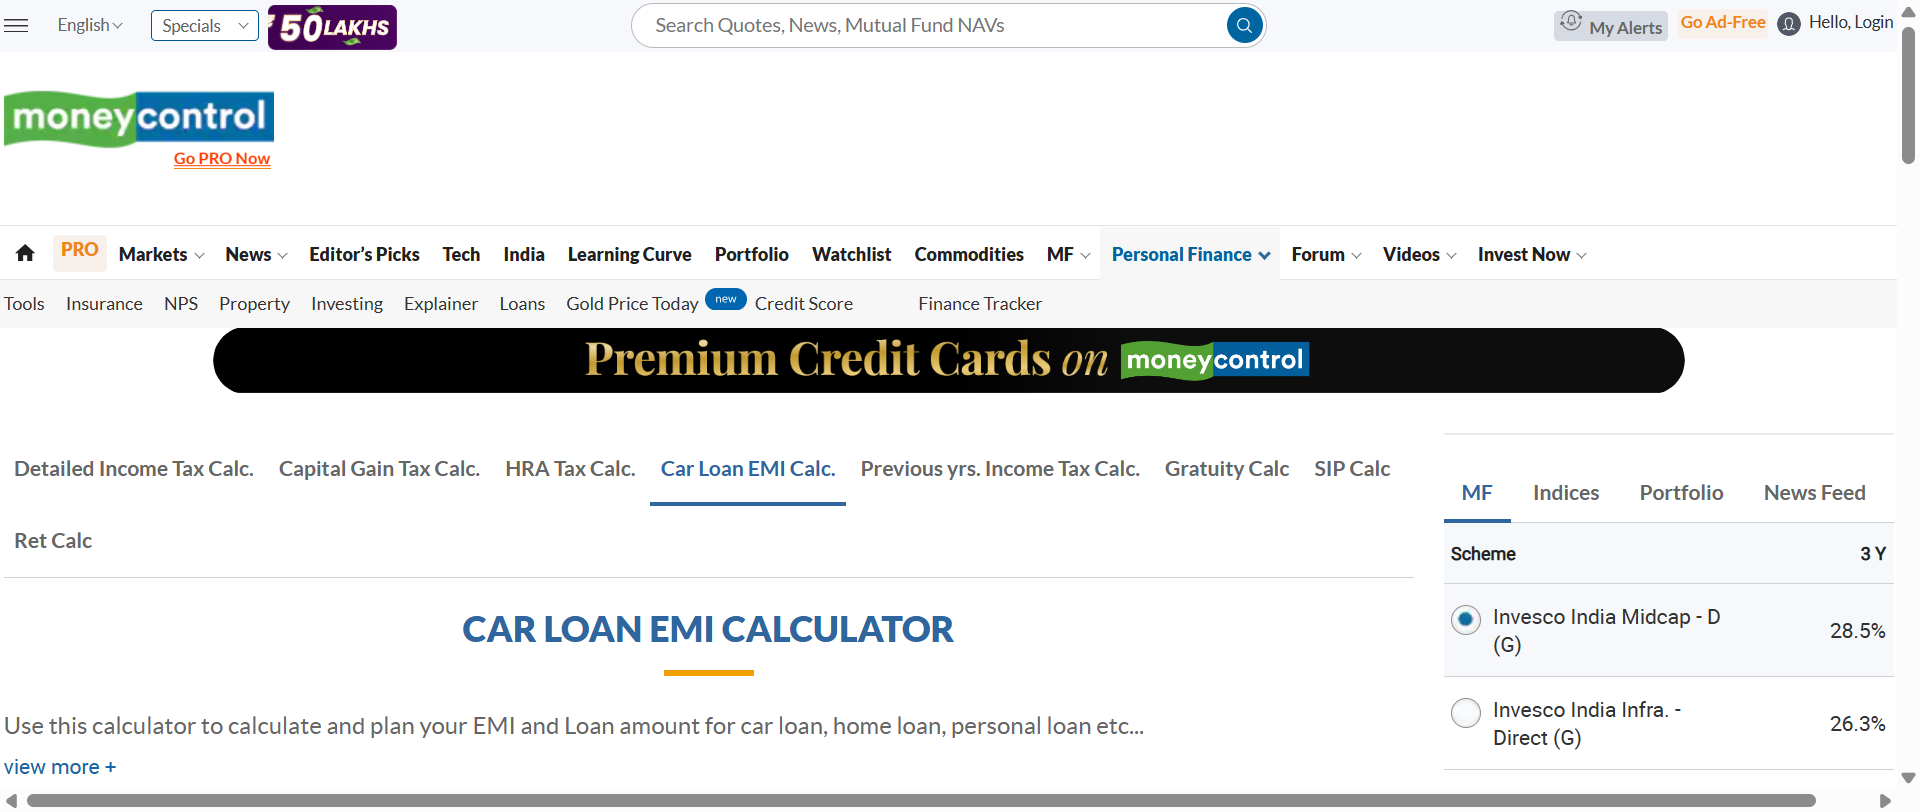 English
Specials
50 LAKHS
Search Quotes, News, Mutual Fund NAVs
My Alerts
Go Ad-Free
Hello, Login
moneycontrol
Go PRO Now
PRO Markets News Editor's Picks Tech India Learning Curve Portfolio Watchlist Commodities MF Personal Finance Forum Videos Invest Now
Tools Insurance NPS Property Investing Explainer Loans Gold Price Today new Credit Score Finance Tracker
Premium Credit Cards on moneycontrol
Detailed Income Tax Calc. Capital Gain Tax Calc. HRA Tax Calc. Car Loan EMI Calc. Previous yrs. Income Tax Calc. Gratuity Calc SIP Calc
Ret Calc
CAR LOAN EMI CALCULATOR
Use this calculator to calculate and plan your EMI and Loan amount for car loan, home loan, personal loan etc...
view more +
MF Indices Portfolio News Feed
Scheme 3 Y
Invesco India Midcap - D
(G)
28.5%
Invesco India Infra. -
Direct (G)
26.3%